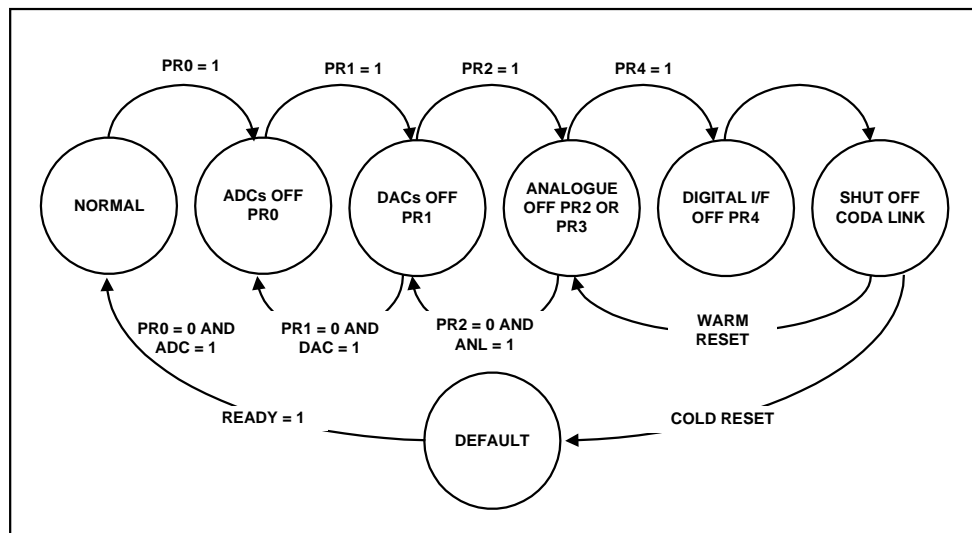 PR0 = 1
PR1 = 1
PR2 = 1
PR4 = 1
NORMAL
ADCs OFF
PR0
DACs OFF
PR1
ANALOGUE
OFF PR2 OR
PR3
DIGITAL I/F
OFF PR4
SHUT OFF
CODA LINK
PR0 = 0 AND
ADC = 1
PR1 = 0 AND
DAC = 1
PR2 = 0 AND
ANL = 1
WARM
RESET
READY = 1
DEFAULT
COLD RESET